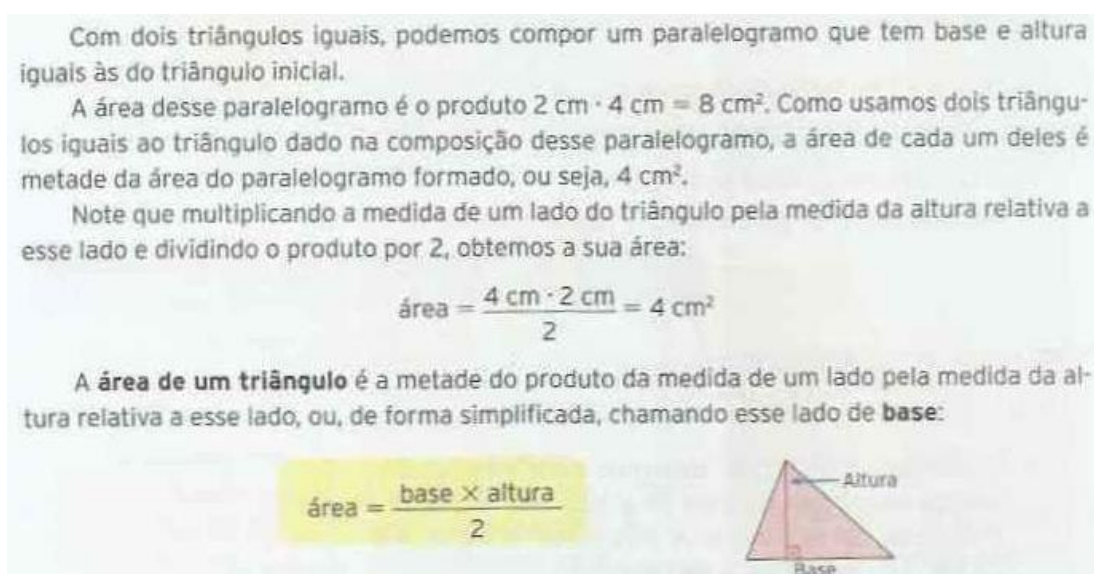 Com dois triângulos iguais, podemos compor um paralelogramo que tem base e altura
iguais às do triângulo inicial.
A área desse paralelogramo é o produto 2 cm · 4 cm = 8 cm². Como usamos dois triângu-
los iguais ao triângulo dado na composição desse paralelogramo, a área de cada um deles é
metade da área do paralelogramo formado, ou seja, 4 cm².
Note que multiplicando a medida de um lado do triângulo pela medida da altura relativa a
esse lado e dividindo o produto por 2, obtemos a sua área:
área = 4 cm · 2 cm / 2 = 4 cm²
A área de um triângulo é a metade do produto da medida de um lado pela medida da al-
tura relativa a esse lado, ou, de forma simplificada, chamando esse lado de base:
área = base × altura / 2
Altura
Base